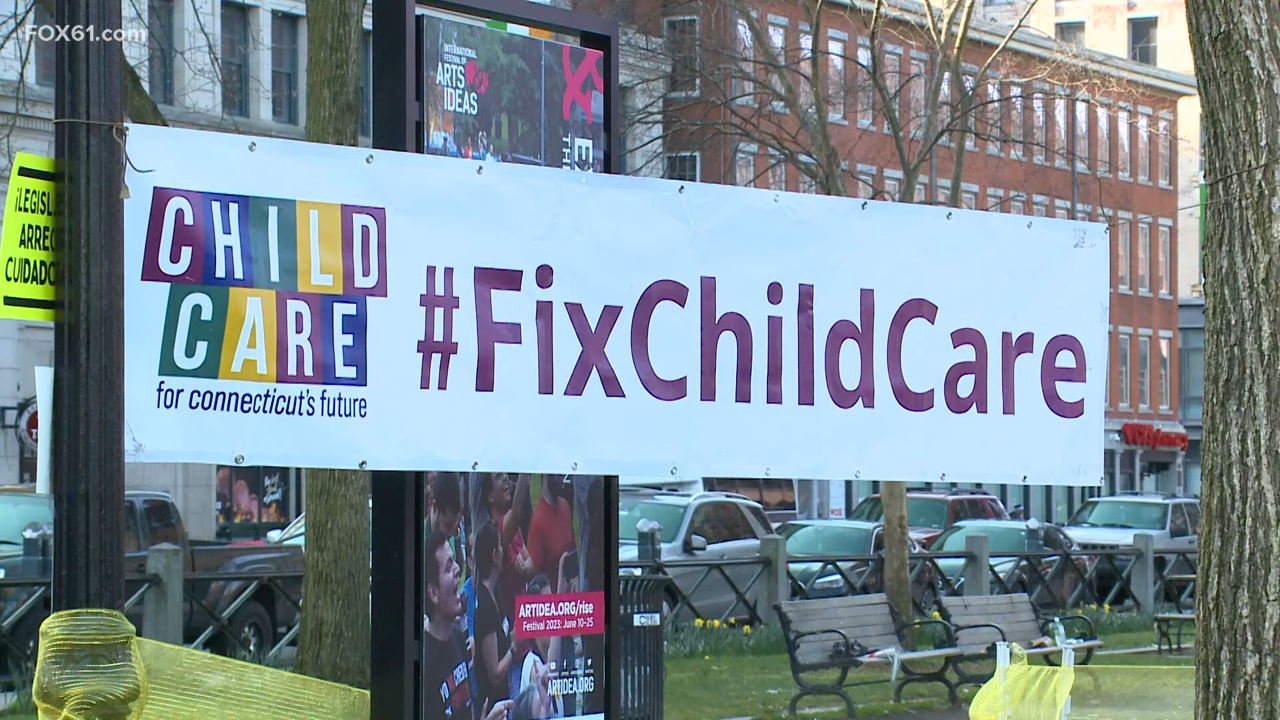 FOX61.com
INTERNATIONAL
FESTIVAL OF
ARTS
IDEAS
¡LEGISL
ARRE
CUIDADO
CHILD
CARE
for connecticut's future
#FixChildCare
ARTIDEA.ORG/rise
Festival 2023: June 10-25
ARTIDEA.ORG